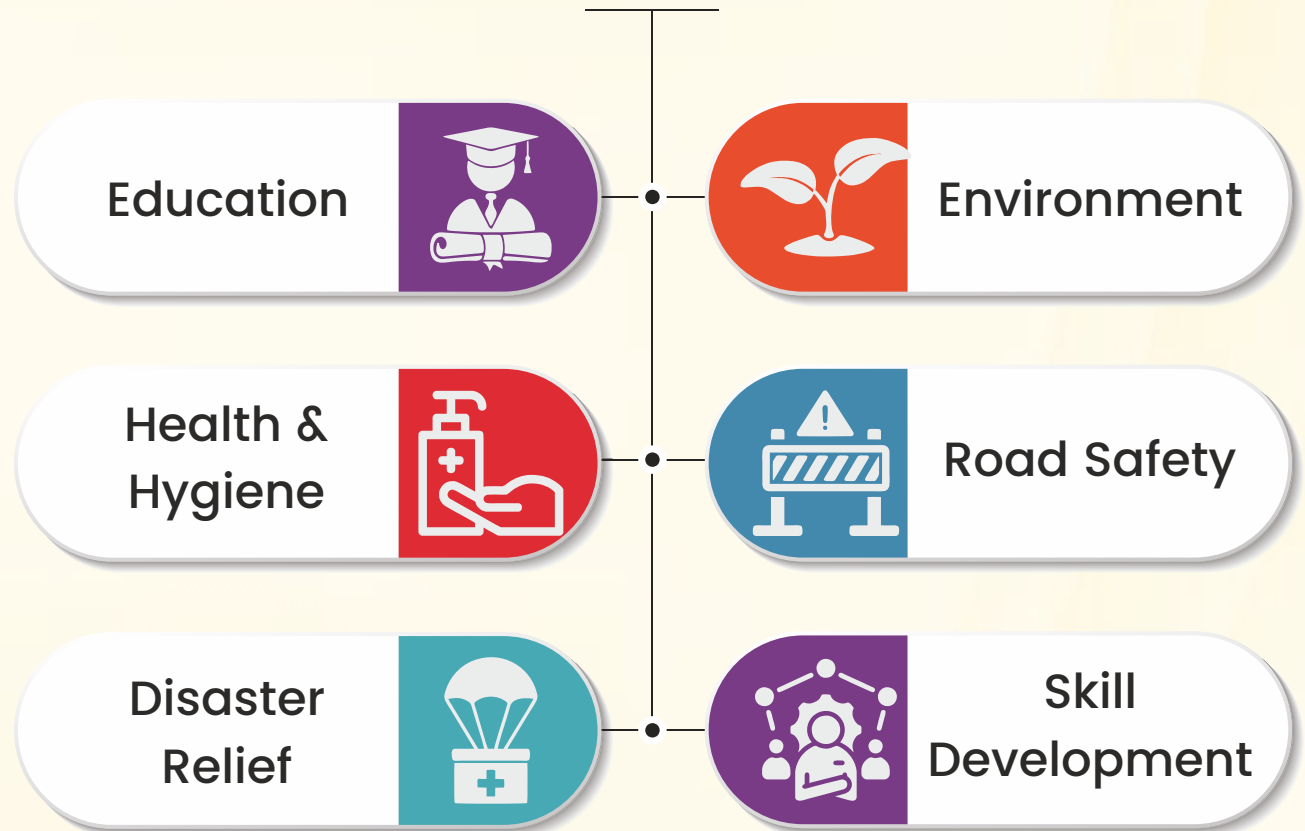 Education
Environment
Health &
Hygiene
Road Safety
Disaster
Relief
Skill
Development